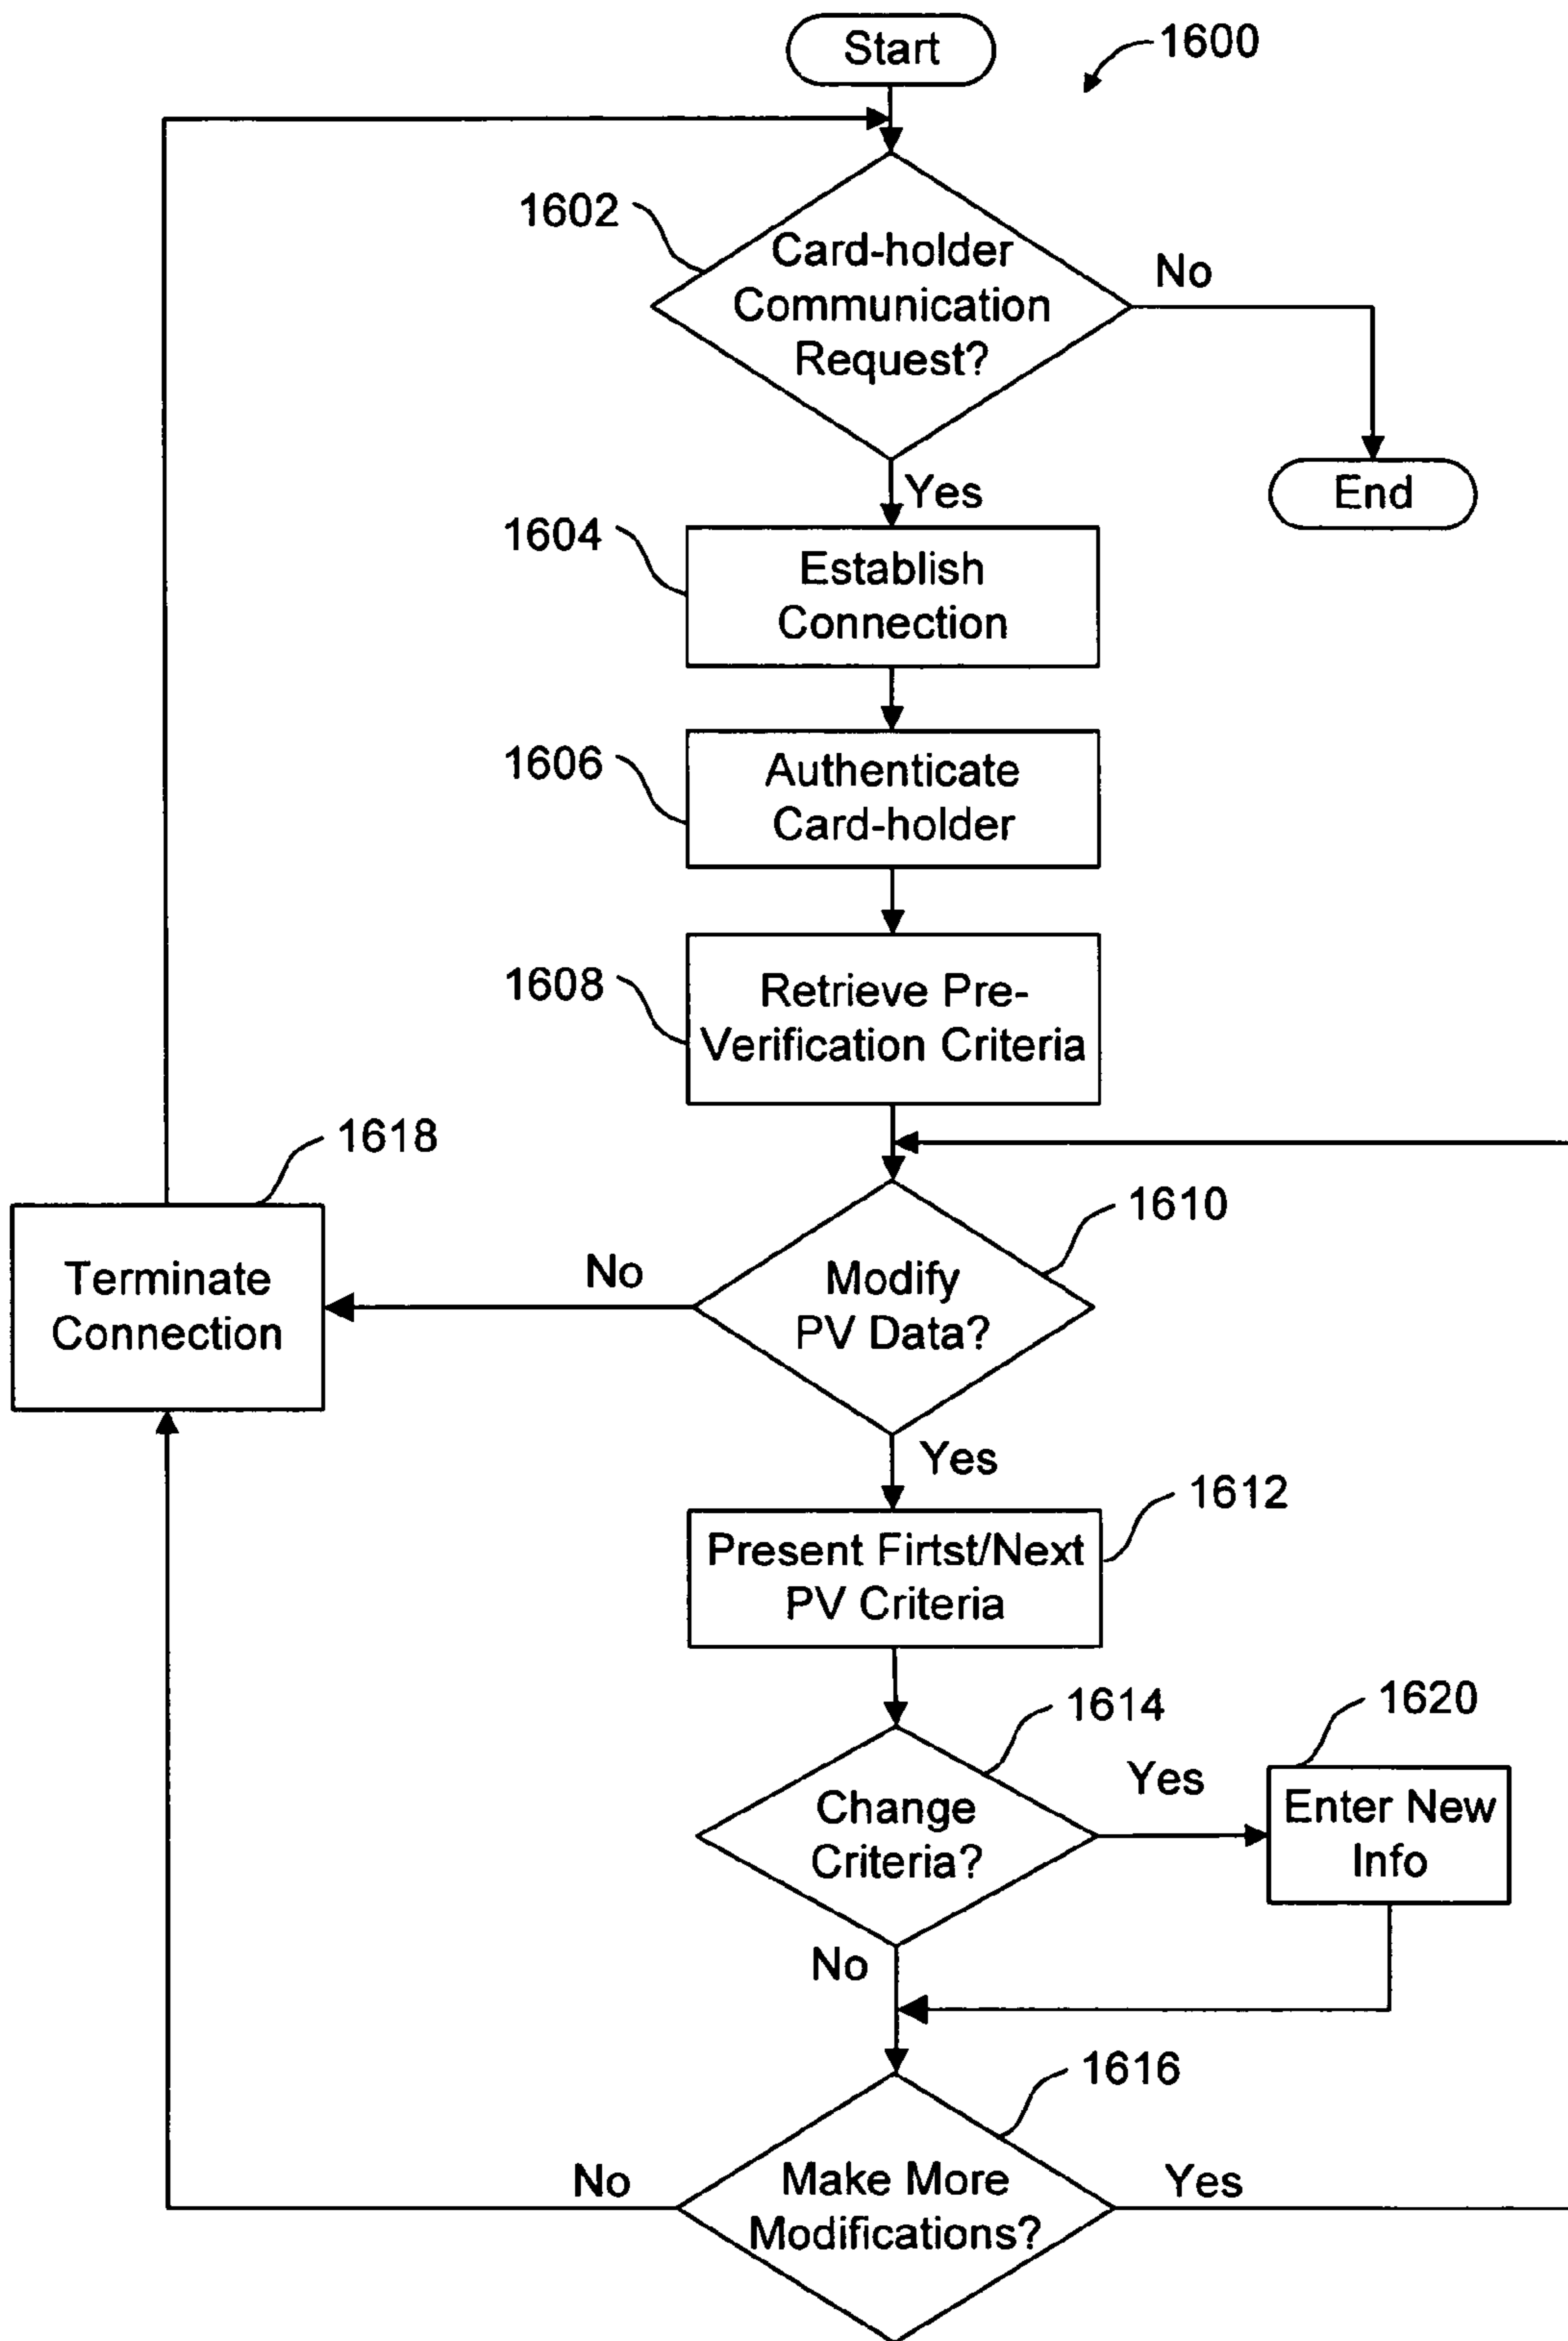 Start
1600
1602
Card-holder
Communication
Request?
No
End
Yes
1604
Establish
Connection
1606
Authenticate
Card-holder
1608
Retrieve Pre-
Verification Criteria
1618
1610
Terminate
Connection
No
Modify
PV Data?
Yes
1612
Present Firtst/Next
PV Criteria
1614
1620
Change
Criteria?
Yes
Enter New
Info
No
1616
No
Make More
Modifications?
Yes